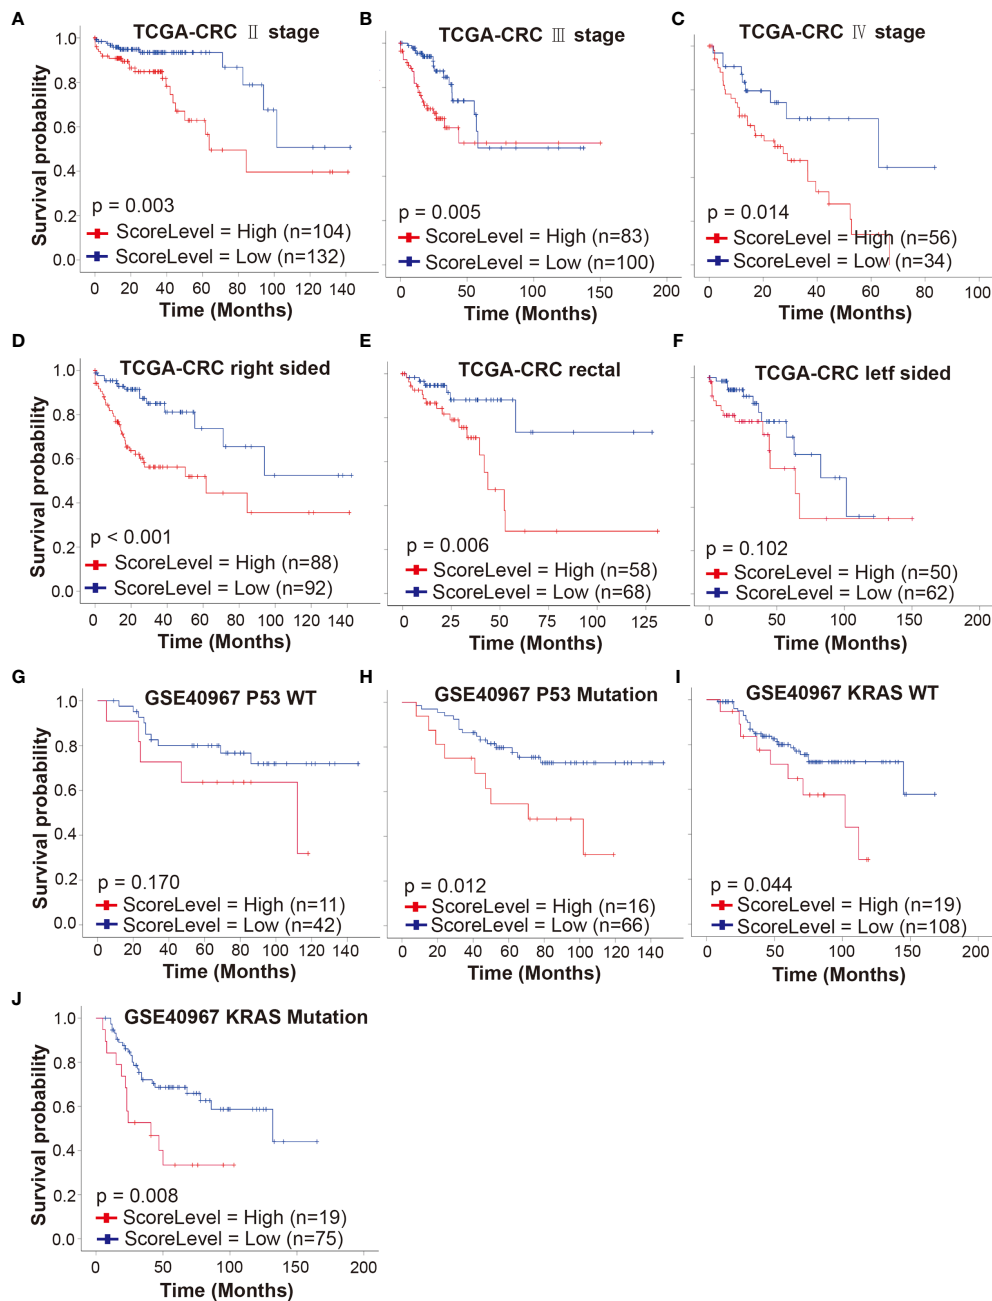 A
TCGA-CRC Ⅱ stage
1.0
0.8
0.6
0.4
0.2
0.0
Survival probability
p = 0.003
ScoreLevel = High (n=104)
ScoreLevel = Low (n=132)
0 20 40 60 80 100 120 140
Time (Months)
B
TCGA-CRC Ⅲ stage
p = 0.005
ScoreLevel = High (n=83)
ScoreLevel = Low (n=100)
0 50 100 150 200
Time (Months)
C
TCGA-CRC Ⅳ stage
p = 0.014
ScoreLevel = High (n=56)
ScoreLevel = Low (n=34)
0 20 40 60 80 100
Time (Months)
D
TCGA-CRC right sided
1.0
0.8
0.6
0.4
0.2
0.0
Survival probability
p < 0.001
ScoreLevel = High (n=88)
ScoreLevel = Low (n=92)
0 20 40 60 80 100 120 140
Time (Months)
E
TCGA-CRC rectal
p = 0.006
ScoreLevel = High (n=58)
ScoreLevel = Low (n=68)
0 25 50 75 100 125
Time (Months)
F
TCGA-CRC letf sided
p = 0.102
ScoreLevel = High (n=50)
ScoreLevel = Low (n=62)
0 50 100 150 200
Time (Months)
G
GSE40967 P53 WT
1.0
0.8
0.6
0.4
0.2
0.0
Survival probability
p = 0.170
ScoreLevel = High (n=11)
ScoreLevel = Low (n=42)
0 20 40 60 80 100 120 140
Time (Months)
H
GSE40967 P53 Mutation
p = 0.012
ScoreLevel = High (n=16)
ScoreLevel = Low (n=66)
0 20 40 60 80 100 120 140
Time (Months)
I
GSE40967 KRAS WT
p = 0.044
ScoreLevel = High (n=19)
ScoreLevel = Low (n=108)
0 50 100 150 200
Time (Months)
J
GSE40967 KRAS Mutation
1.0
0.8
0.6
0.4
0.2
0.0
Survival probability
p = 0.008
ScoreLevel = High (n=19)
ScoreLevel = Low (n=75)
0 50 100 150 200
Time (Months)